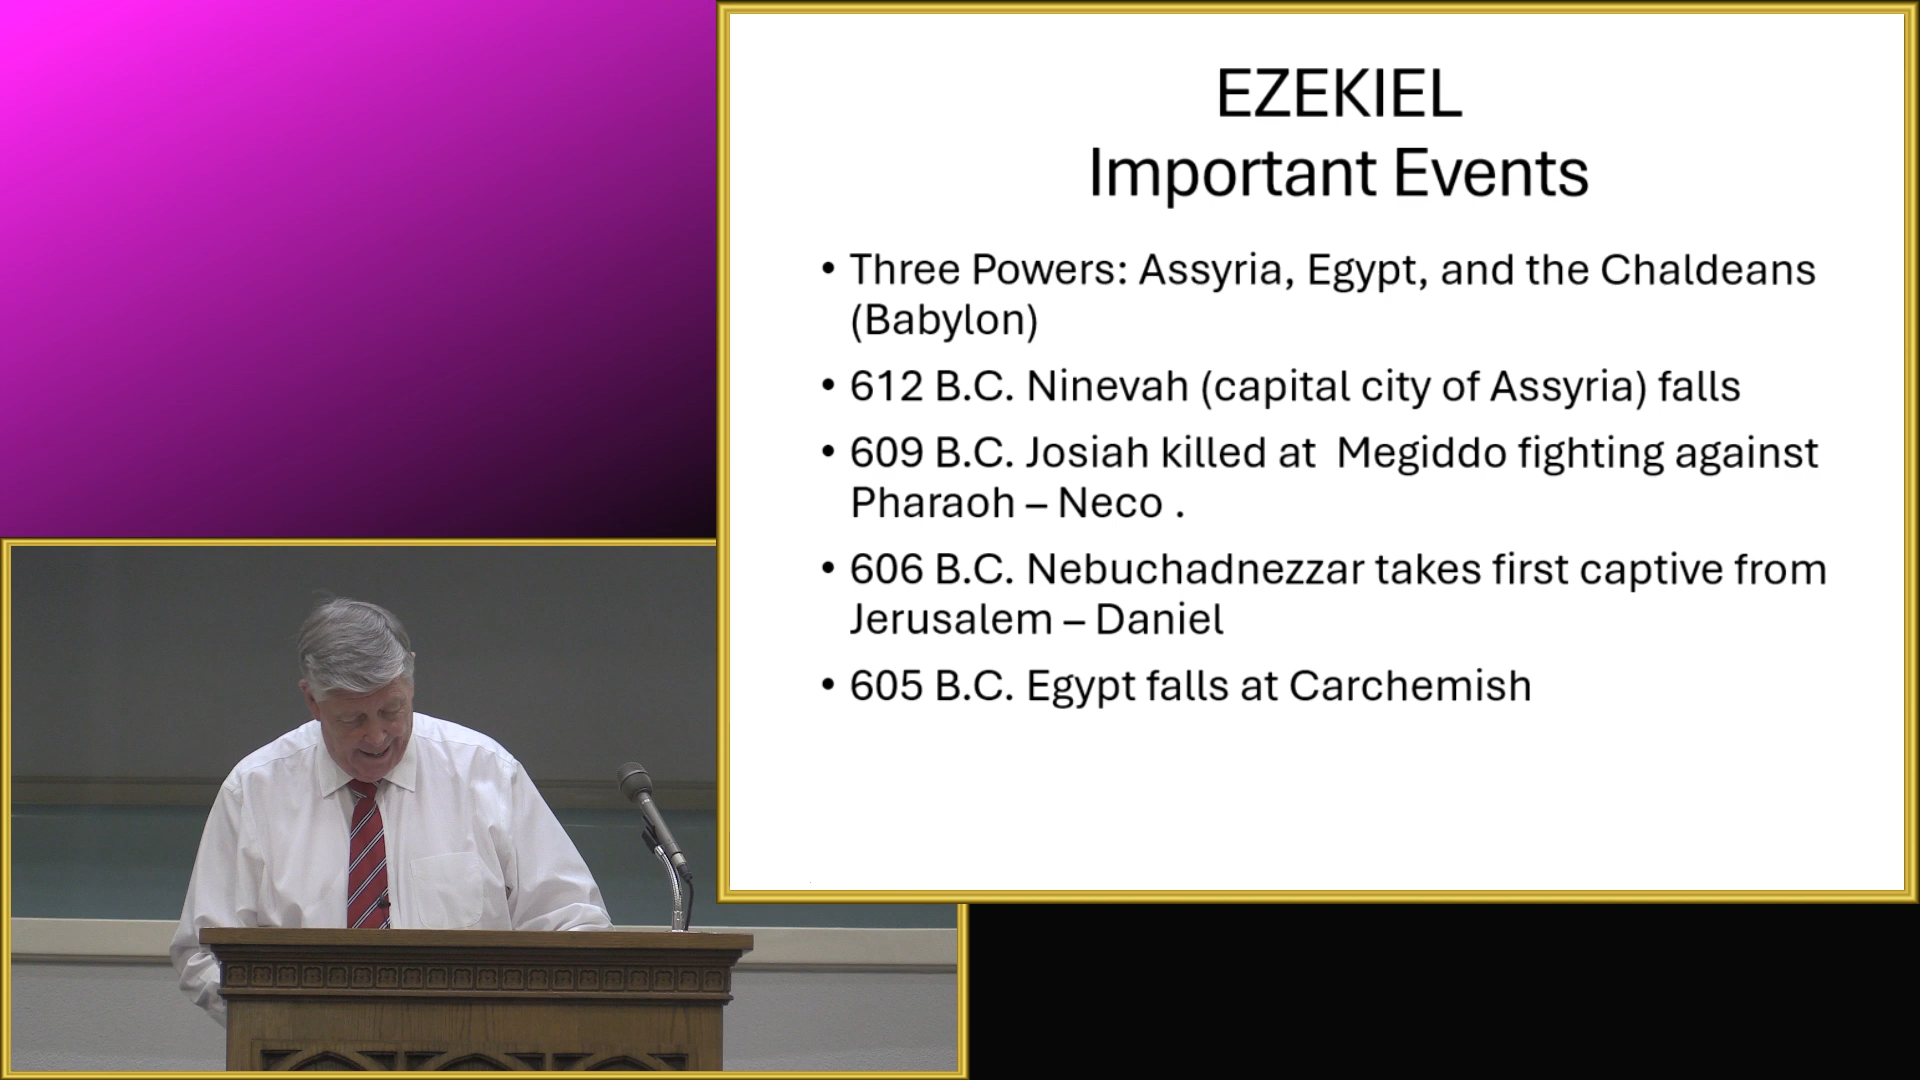 EZEKIEL
Important Events
• Three Powers: Assyria, Egypt, and the Chaldeans
(Babylon)
• 612 B.C. Ninevah (capital city of Assyria) falls
• 609 B.C. Josiah killed at  Megiddo fighting against
Pharaoh – Neco .
• 606 B.C. Nebuchadnezzar takes first captive from
Jerusalem – Daniel
• 605 B.C. Egypt falls at Carchemish